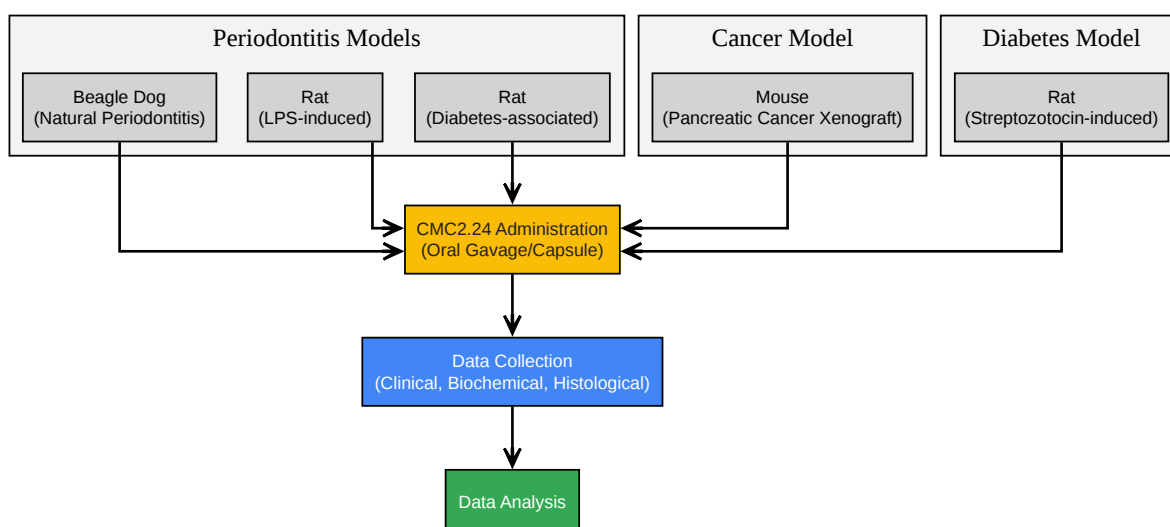 Periodontitis Models
Cancer Model
Diabetes Model
Beagle Dog
(Natural Periodontitis)
Rat
(LPS-induced)
Rat
(Diabetes-associated)
Mouse
(Pancreatic Cancer Xenograft)
Rat
(Streptozotocin-induced)
CMC2.24 Administration
(Oral Gavage/Capsule)
Data Collection
(Clinical, Biochemical, Histological)
Data Analysis